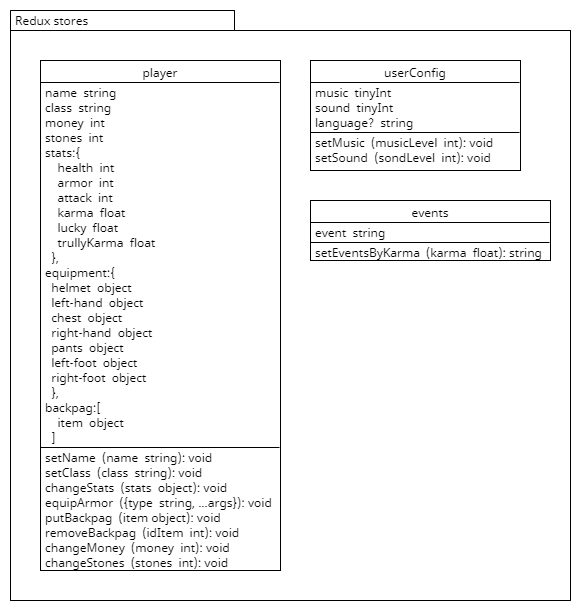 Redux stores
player
name string
class string
money int
stones int
stats:{
health int
armor int
attack int
karma float
lucky float
trullyKarma float
},
equipment:{
helmet object
left-hand object
chest object
right-hand object
pants object
left-foot object
right-foot object
},
backpag:[
item object
]
setName (name string): void
setClass (class string): void
changeStats (stats object): void
equipArmor ({type string, ...args}): void
putBackpag (item object): void
removeBackpag (idItem int): void
changeMoney (money int): void
changeStones (stones int): void
userConfig
music tinyInt
sound tinyInt
language? string
setMusic (musicLevel int): void
setSound (sondLevel int): void
events
event string
setEventsByKarma (karma float): string